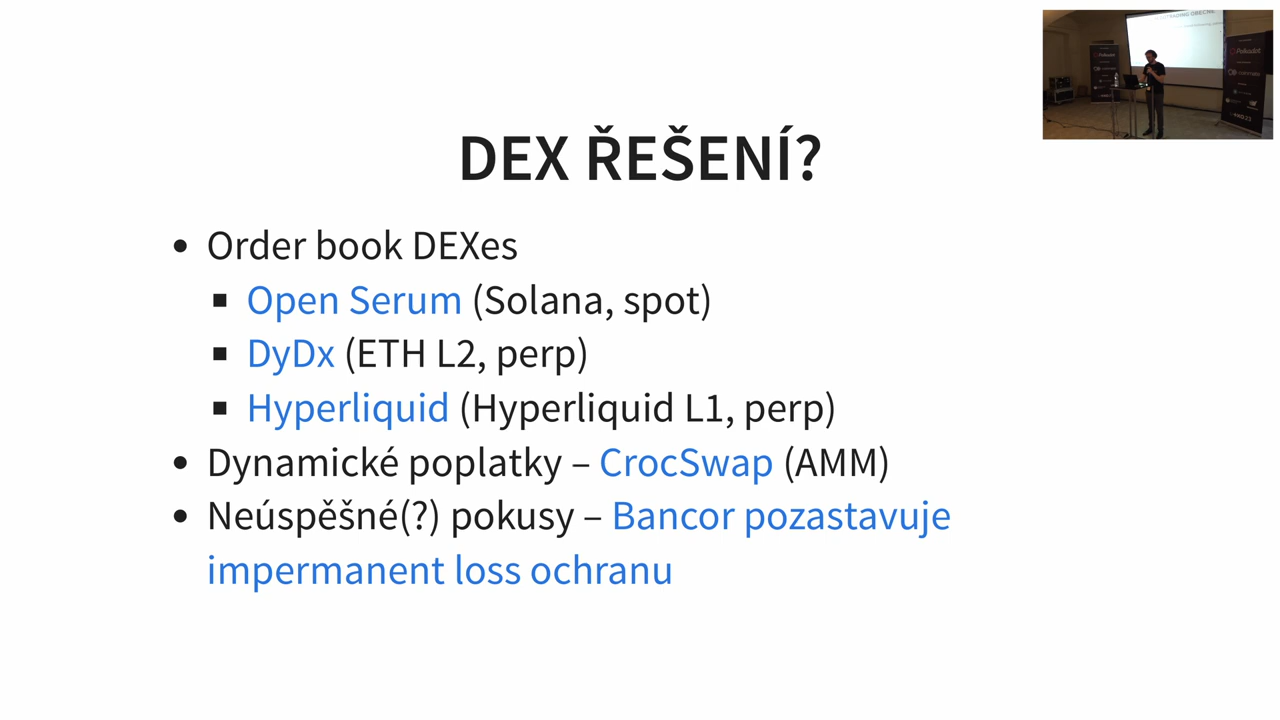 DEX ŘEŠENÍ?
• Order book DEXes
▪ Open Serum (Solana, spot)
▪ DyDx (ETH L2, perp)
▪ Hyperliquid (Hyperliquid L1, perp)
• Dynamické poplatky – CrocSwap (AMM)
• Neúspěšné(?) pokusy – Bancor pozastavuje
impermanent loss ochranu
Polkadot